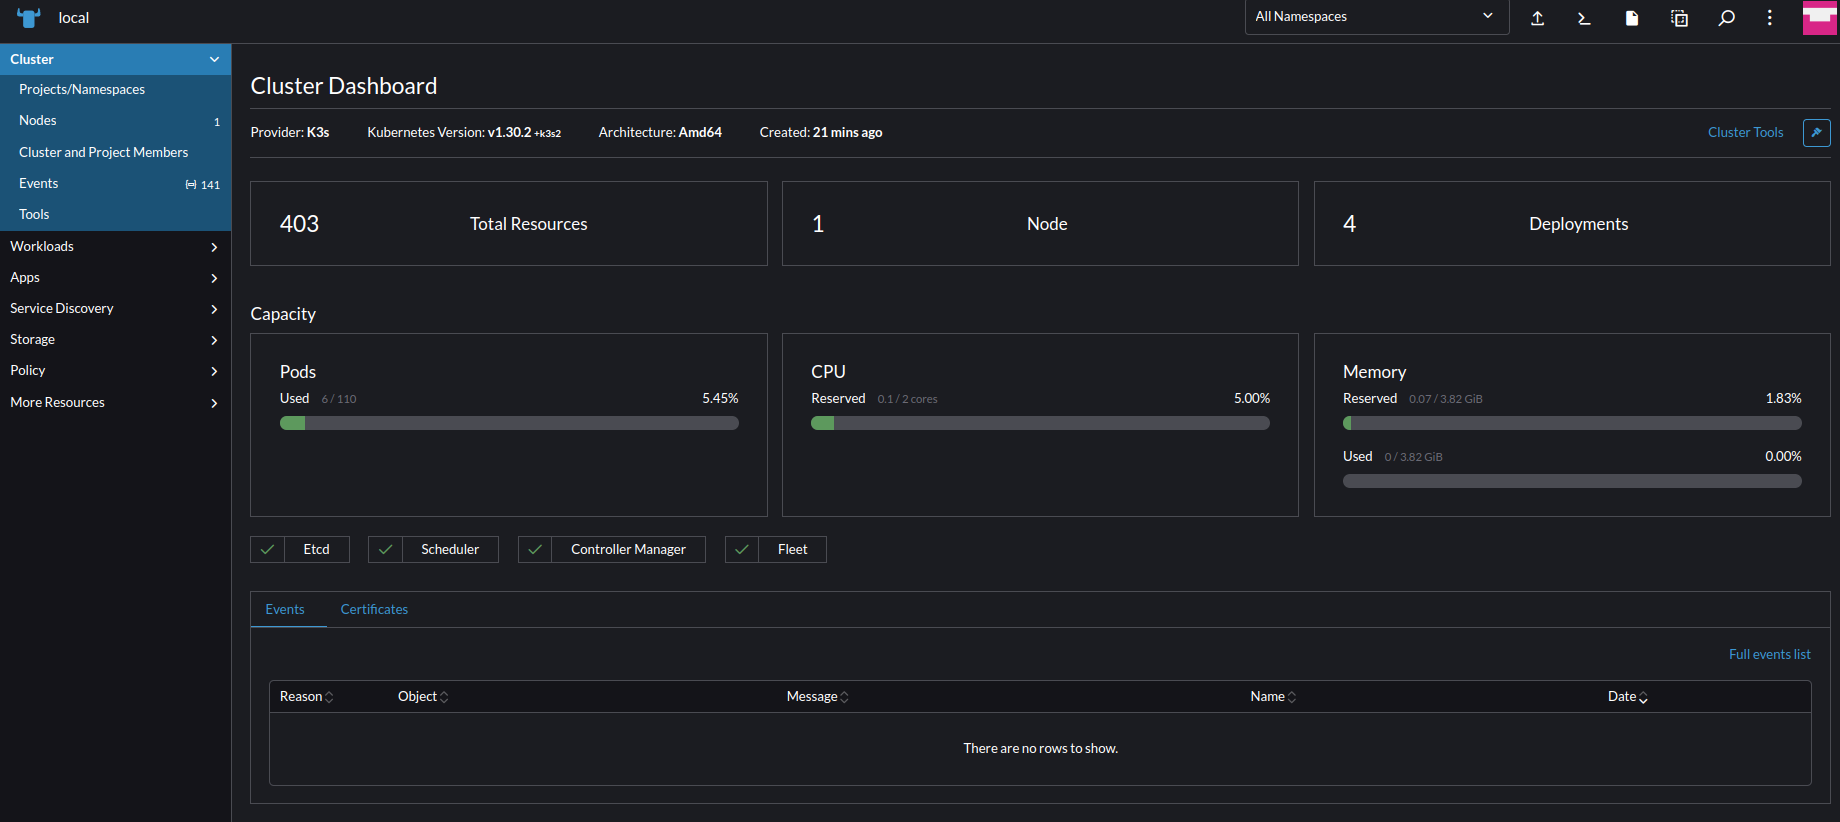 local
All Namespaces
Cluster
Projects/Namespaces
Nodes 1
Cluster and Project Members
Events 141
Tools
Workloads
Apps
Service Discovery
Storage
Policy
More Resources
Cluster Dashboard
Provider: K3s Kubernetes Version: v1.30.2 +k3s2 Architecture: Amd64 Created: 21 mins ago Cluster Tools
403 Total Resources 1 Node 4 Deployments
Capacity
Pods
Used 6 / 110 5.45%
CPU
Reserved 0.1 / 2 cores 5.00%
Memory
Reserved 0.07 / 3.82 GiB 1.83%
Used 0 / 3.82 GiB 0.00%
Etcd Scheduler Controller Manager Fleet
Events Certificates
Full events list
Reason Object Message Name Date
There are no rows to show.